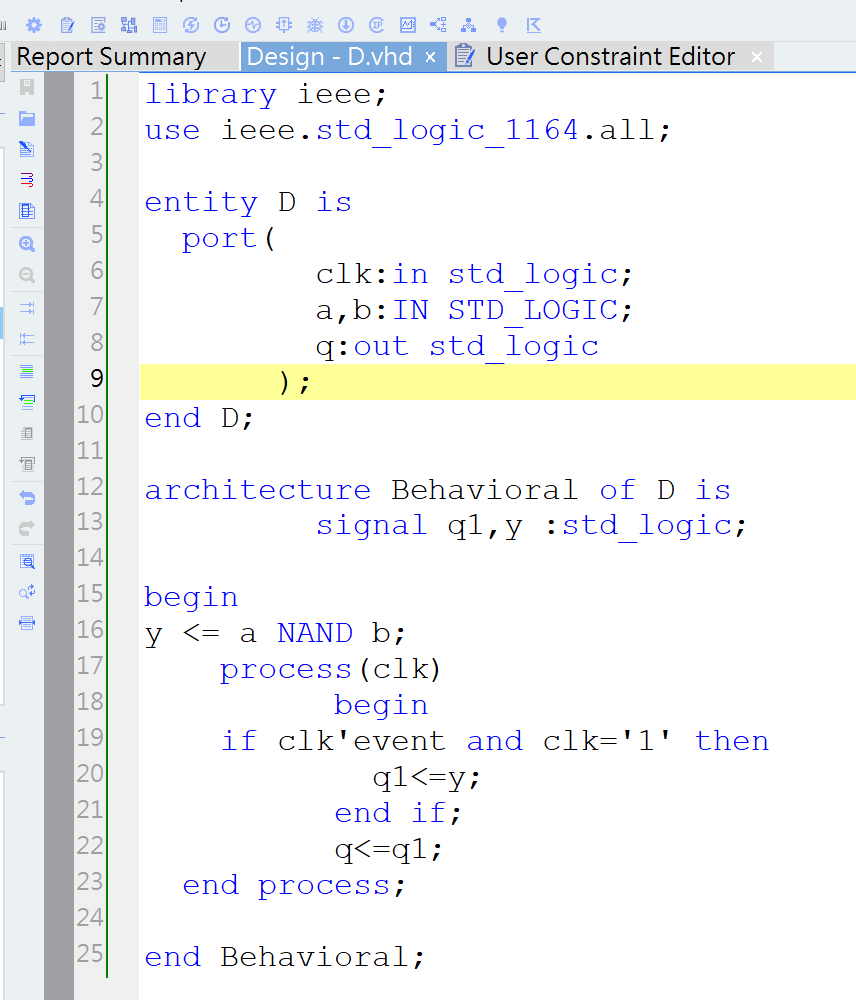 Report Summary
Design - D.vhd ×
User Constraint Editor ×
1 library ieee;
2 use ieee.std_logic_1164.all;
3
4 entity D is
5 port(
6 clk:in std_logic;
7 a,b:IN STD_LOGIC;
8 q:out std_logic
9 );
10 end D;
11
12 architecture Behavioral of D is
13 signal q1,y :std_logic;
14
15 begin
16 y <= a NAND b;
17 process(clk)
18 begin
19 if clk'event and clk='1' then
20 q1<=y;
21 end if;
22 q<=q1;
23 end process;
24
25 end Behavioral;